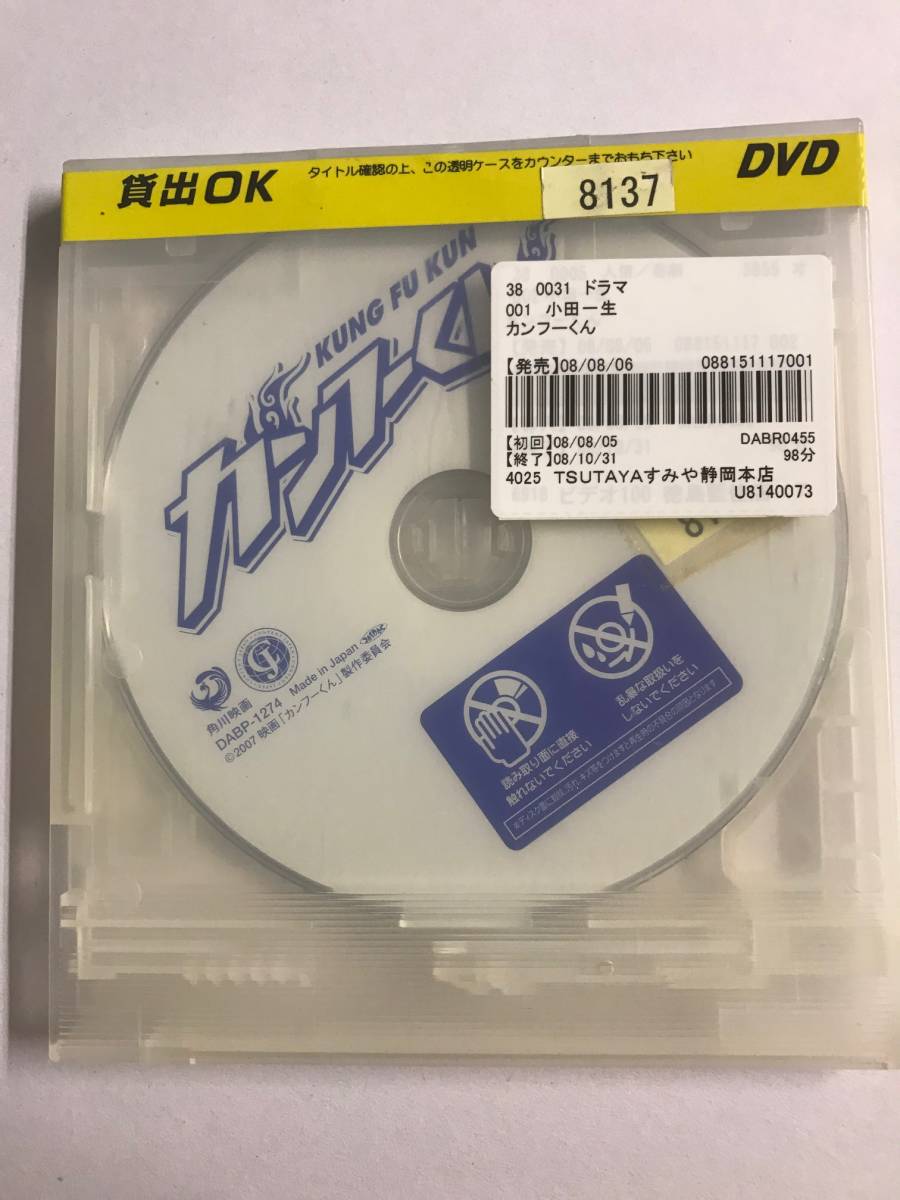 貸出OK
タイトル確認の上、この透明ケースをカウンターまでおもち下さい
DVD
8137
KUNG FU KUN
カンフーくん
38 0031 ドラマ
001 小田一生
カンフーくん
【発売】08/08/06 088151117001
【初回】08/08/05 DABR0455
【終了】08/10/31 98分
4025 TSUTAYAすみや静岡本店
U8140073
角川映画
DABP-1274 Made in Japan
©2007 映画「カンフーくん」製作委員会
読み取り面に直接
触れないでください
乱暴な取扱いを
しないでください